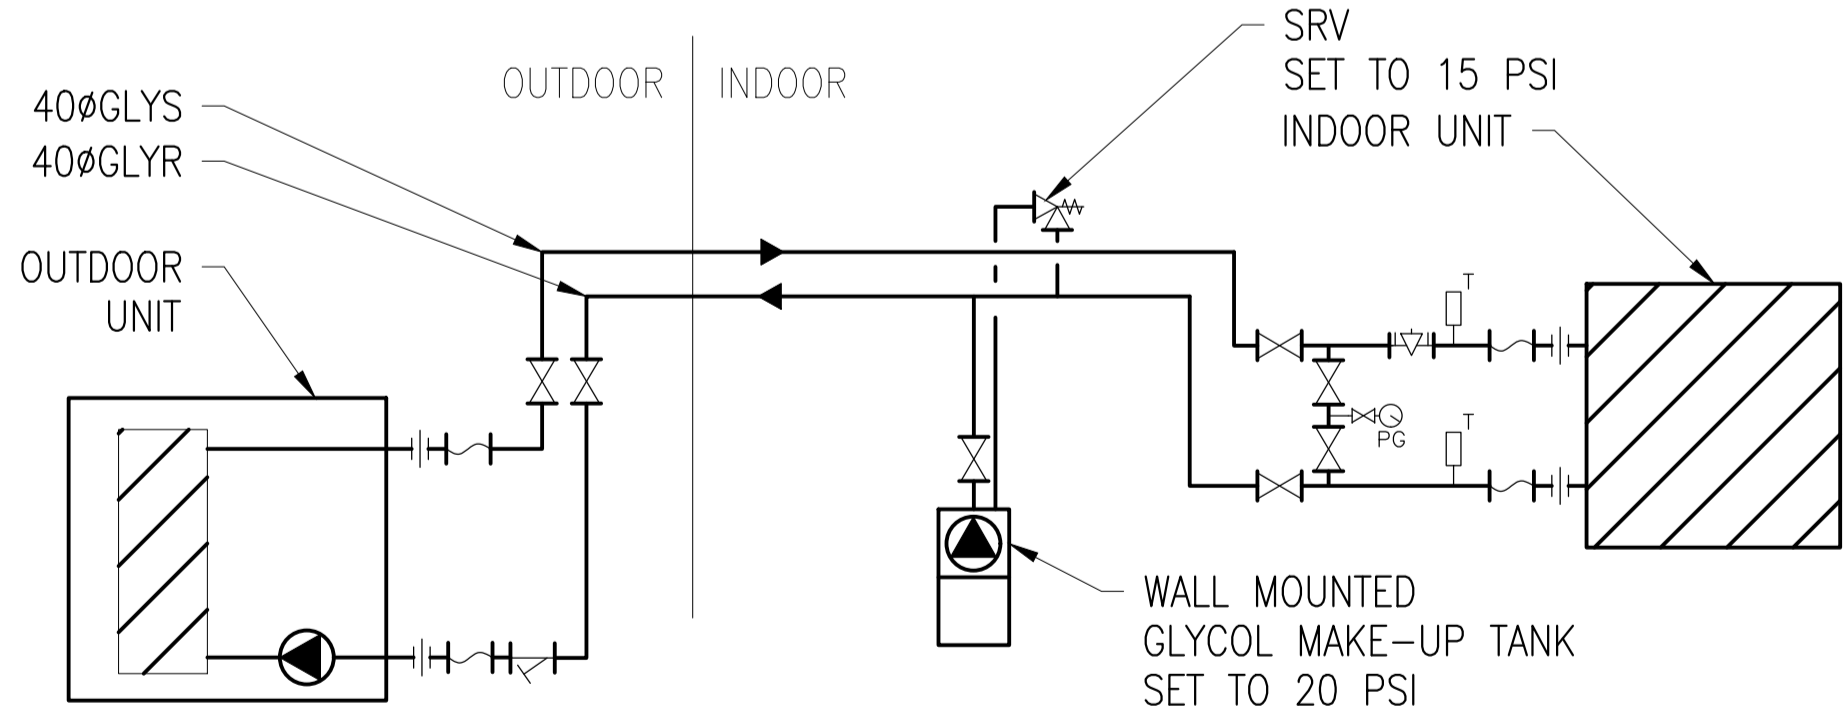 SRV
SET TO 15 PSI
INDOOR UNIT
OUTDOOR
INDOOR
40øGLYS
40øGLYR
OUTDOOR
UNIT
T
PG
T
WALL MOUNTED
GLYCOL MAKE-UP TANK
SET TO 20 PSI